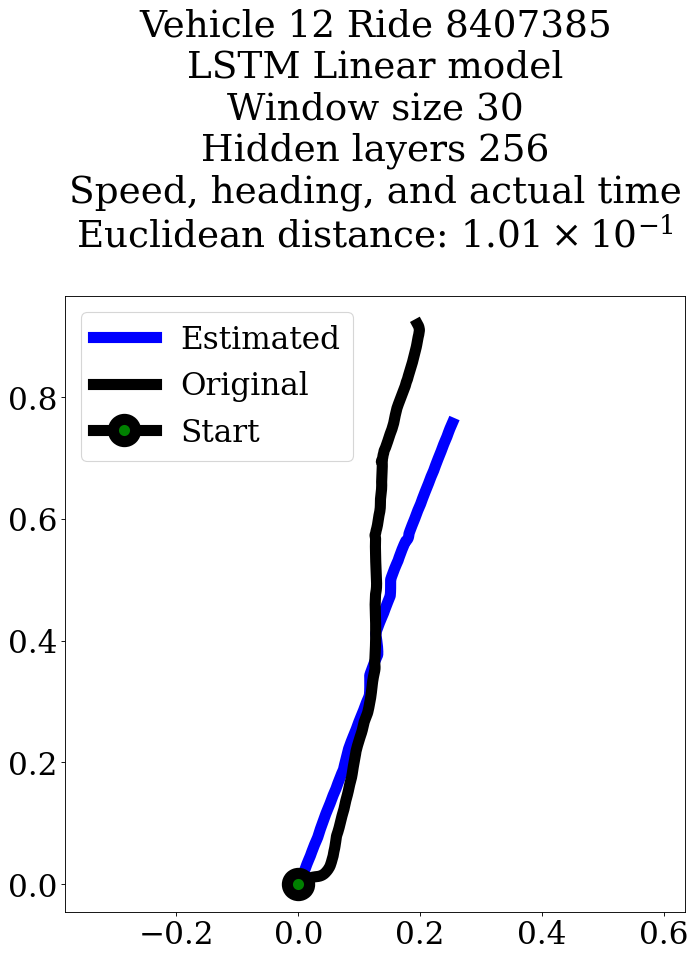 Vehicle 12 Ride 8407385
LSTM Linear model
Window size 30
Hidden layers 256
Speed, heading, and actual time
Euclidean distance: 1.01 × 10⁻¹
Estimated
Original
Start
0.8
0.6
0.4
0.2
0.0
−0.2 0.0 0.2 0.4 0.6